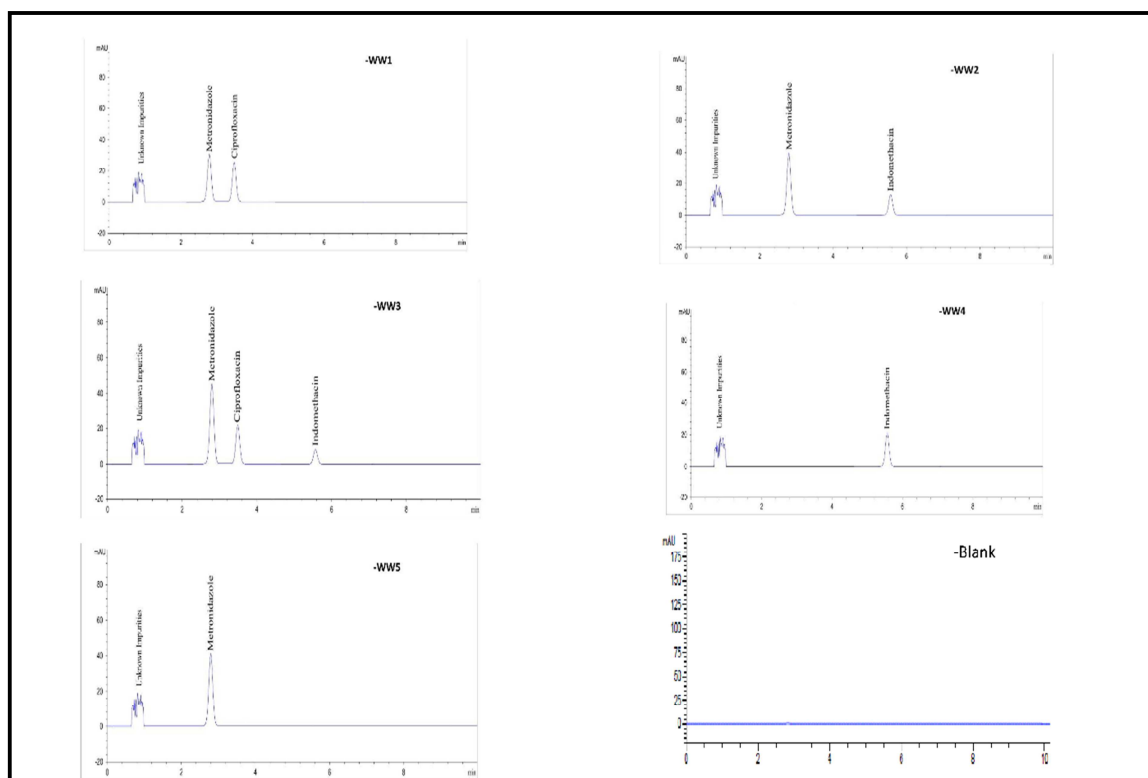 mAU
-WW1
80
60
40
20
0
-20
Unknown Impurities
Metronidazole
Ciprofloxacin
0 2 4 6 8 min
mAU
-WW2
80
60
40
20
0
-20
Unknown Impurities
Metronidazole
Indomethacin
0 2 4 6 8 min
mAU
-WW3
80
60
40
20
0
-20
Unknown Impurities
Metronidazole
Ciprofloxacin
Indomethacin
0 2 4 6 8 min
mAU
-WW4
80
60
40
20
0
-20
Unknown Impurities
Indomethacin
0 2 4 6 8 min
mAU
-WW5
80
60
40
20
0
-20
Unknown Impurities
Metronidazole
0 2 4 6 8 min
mAU
-Blank
175
150
125
100
75
50
25
0
0 2 4 6 8 10